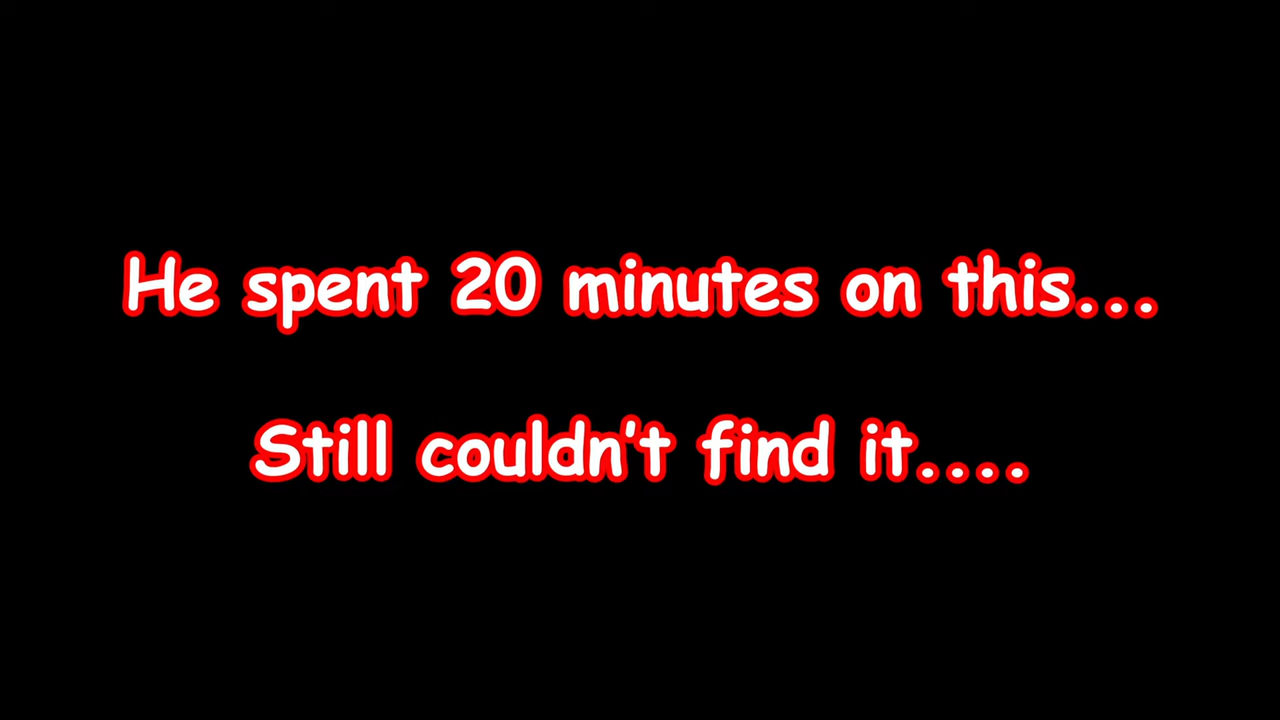 He spent 20 minutes on this...
Still couldn't find it....